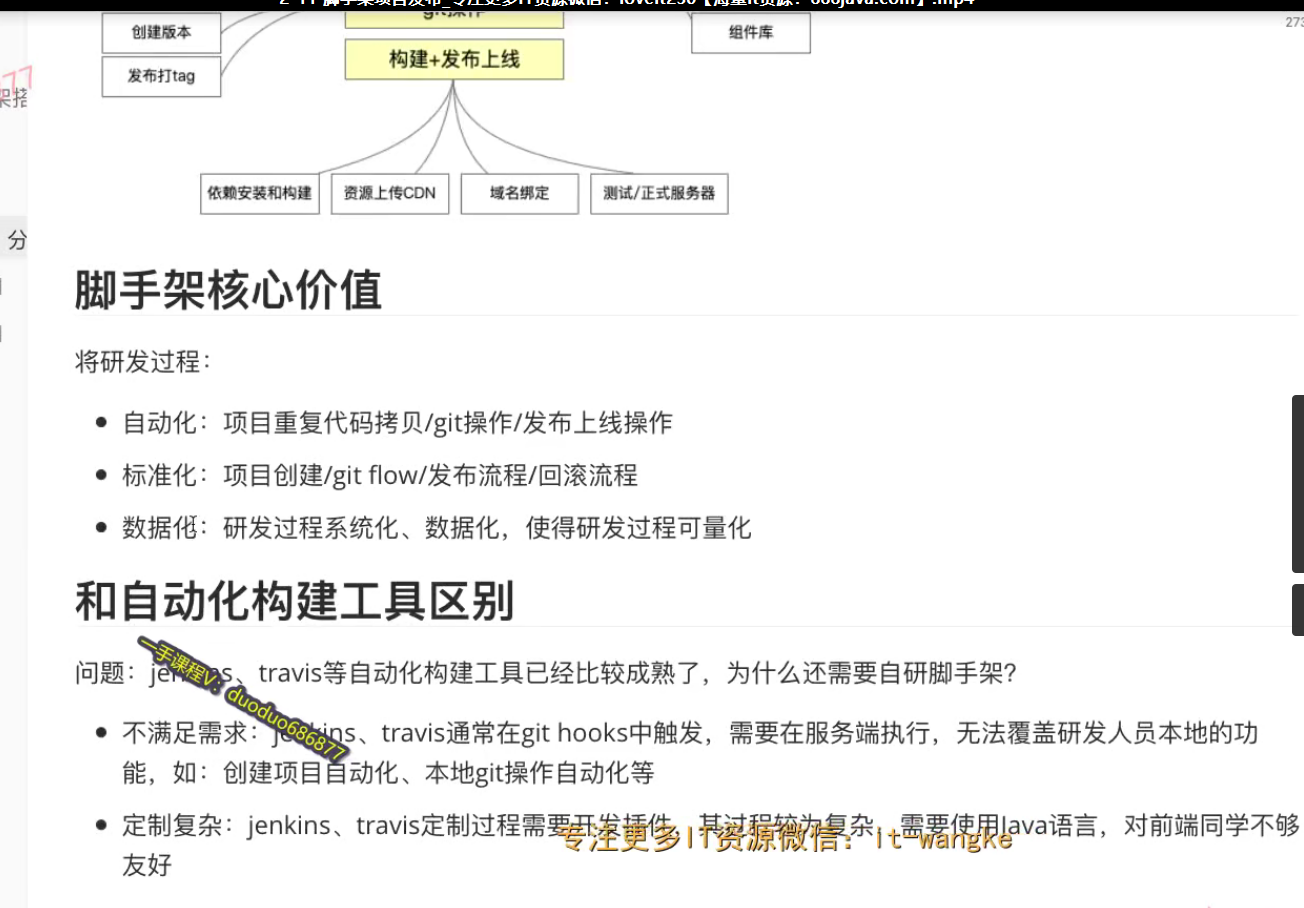 创建版本
发布打tag
git操作
构建+发布上线
组件库
273
依赖安装和构建
资源上传CDN
域名绑定
测试/正式服务器
架搭
分
脚手架核心价值
将研发过程：
自动化：项目重复代码拷贝/git操作/发布上线操作
标准化：项目创建/git flow/发布流程/回滚流程
数据化：研发过程系统化、数据化，使得研发过程可量化
和自动化构建工具区别
问题：jenkins、travis等自动化构建工具已经比较成熟了，为什么还需要自研脚手架？
一手课程V：duoduo686877
不满足需求：jenkins、travis通常在git hooks中触发，需要在服务端执行，无法覆盖研发人员本地的功
能，如：创建项目自动化、本地git操作自动化等
定制复杂：jenkins、travis定制过程需要开发插件，其过程较为复杂，需要使用Java语言，对前端同学不够
友好
专注更多IT资源微信：it-wangke